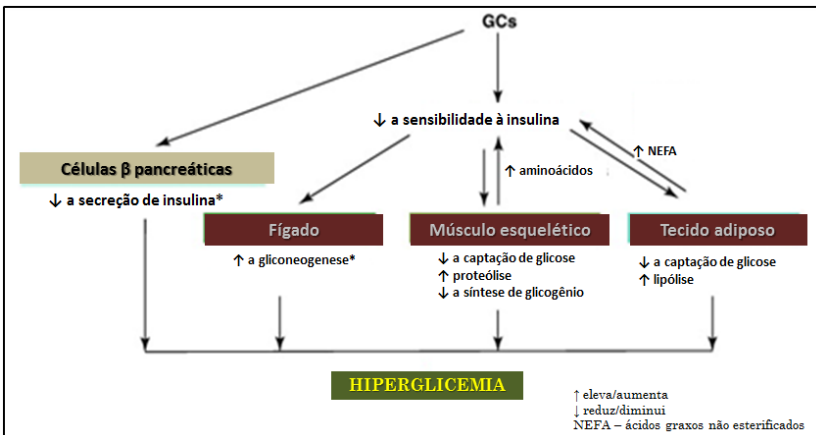 GCs
↓ a sensibilidade à insulina
↑ NEFA
↑ aminoácidos
↓
Células β pancreáticas
↓ a secreção de insulina*
Fígado
↑ a gliconeogenese*
Músculo esquelético
↓ a captação de glicose
↑ proteólise
↓ a síntese de glicogênio
Tecido adiposo
↓ a captação de glicose
↑ lipólise
HIPERGLICEMIA
↑ eleva/aumenta
↓ reduz/diminui
NEFA – ácidos graxos não esterificados